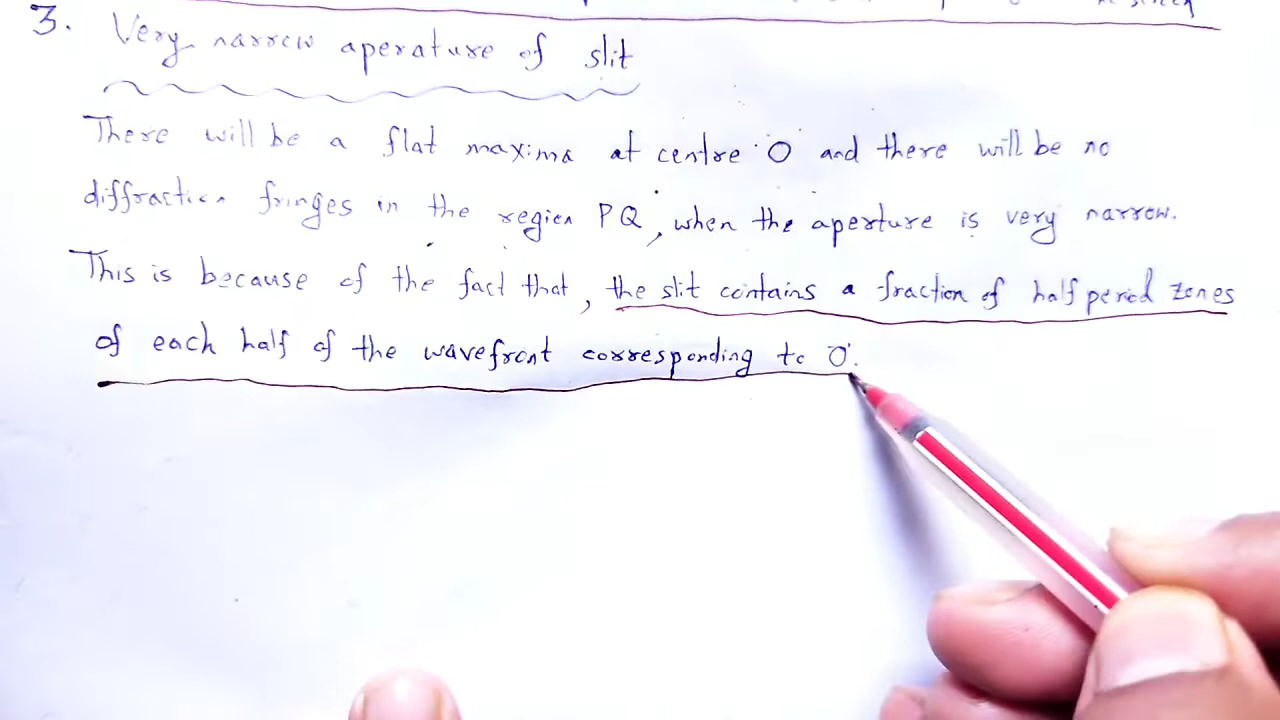 3. Very narrow aperature of slit
There will be a flat maxima at centre 'O' and there will be no
diffraction fringes in the region PQ, when the aperture is very narrow.
This is because of the fact that, the slit contains a fraction of half period zones
of each half of the wavefront corresponding to 'O'.